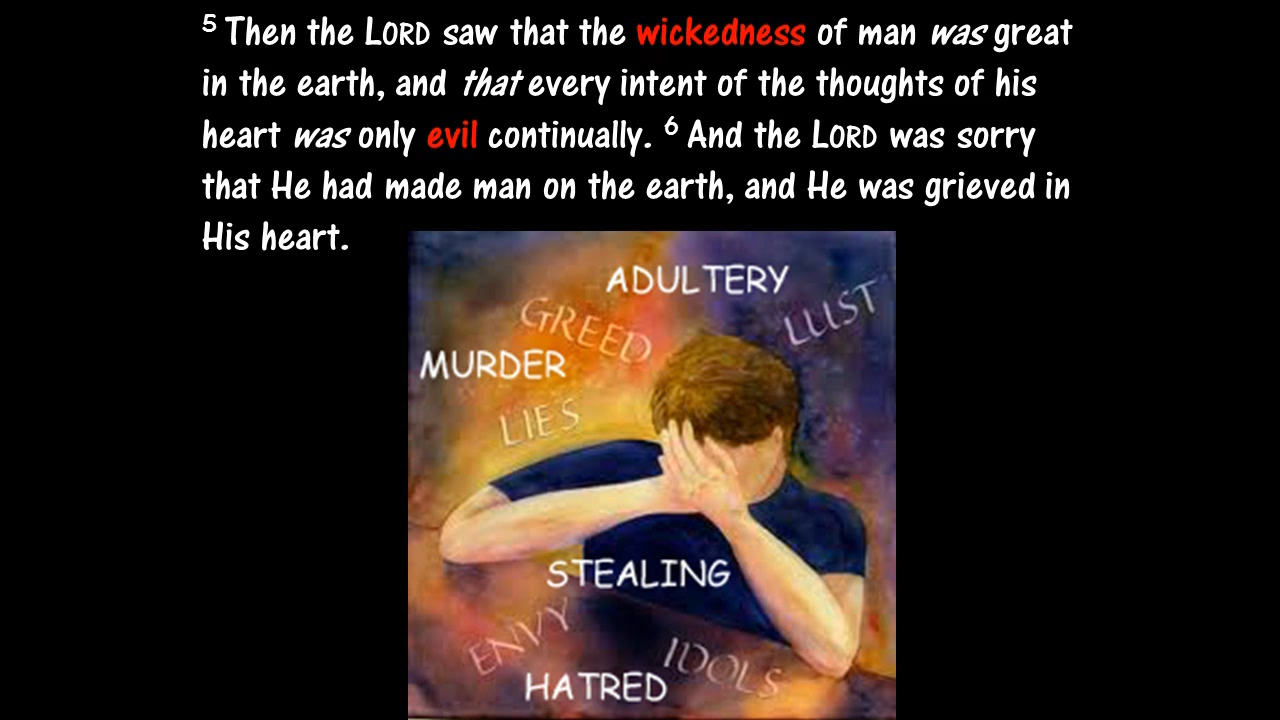 5 Then the LORD saw that the wickedness of man was great
in the earth, and that every intent of the thoughts of his
heart was only evil continually. 6 And the LORD was sorry
that He had made man on the earth, and He was grieved in
His heart.
ADULTERY
LUST
GREED
MURDER
LIES
STEALING
ENVY
IDOLS
HATRED